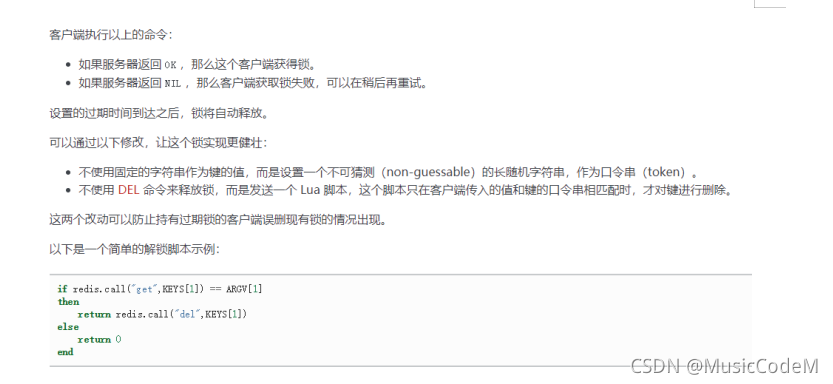 客户端执行以上的命令：
如果服务器返回 OK ，那么这个客户端获得锁。
如果服务器返回 NIL ，那么客户端获取锁失败，可以在稍后再重试。
设置的过期时间到达之后，锁将自动释放。
可以通过以下修改，让这个锁实现更健壮：
不使用固定的字符串作为键的值，而是设置一个不可猜测（non-guessable）的长随机字符串，作为口令串（token）。
不使用 DEL 命令来释放锁，而是发送一个 Lua 脚本，这个脚本只在客户端传入的值和键的口令串相匹配时，才对键进行删除。
这两个改动可以防止持有过期锁的客户端误删现有锁的情况出现。
以下是一个简单的解锁脚本示例：
if redis.call("get",KEYS[1]) == ARGV[1]
then
    return redis.call("del",KEYS[1])
else
    return 0
end
CSDN @MusicCodeM